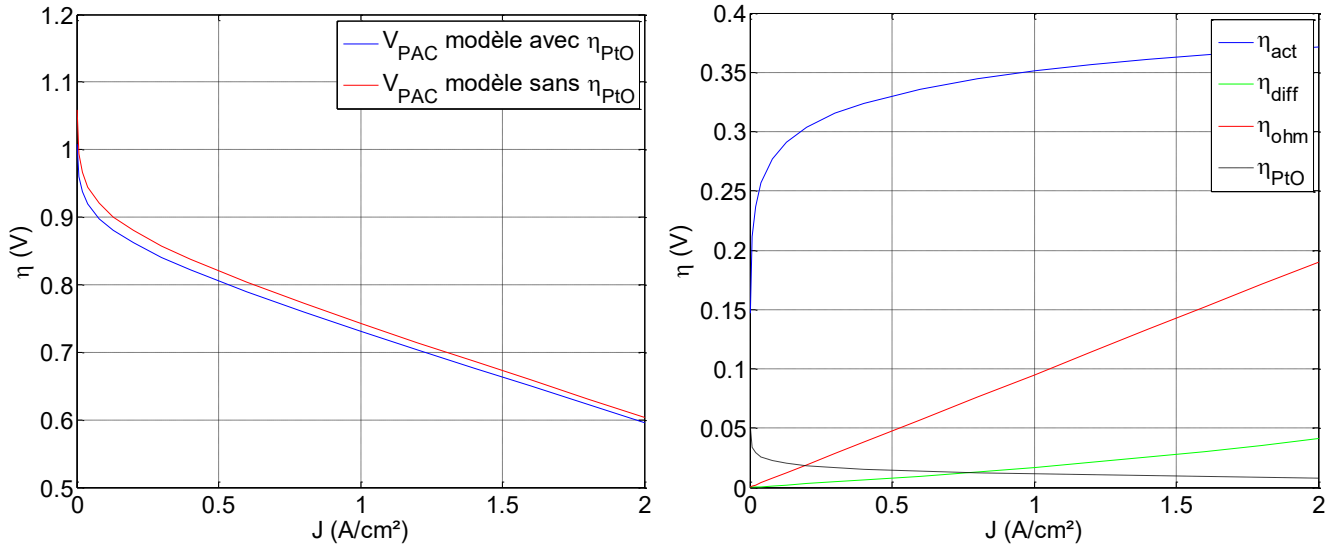 1.2
1.1
1
0.9
0.8
0.7
0.6
0.5
η (V)
0
0.5
1
1.5
2
J (A/cm²)
V_PAC modèle avec η_PtO
V_PAC modèle sans η_PtO
0.4
0.35
0.3
0.25
0.2
0.15
0.1
0.05
0
η (V)
0
0.5
1
1.5
2
J (A/cm²)
η_act
η_diff
η_ohm
η_PtO